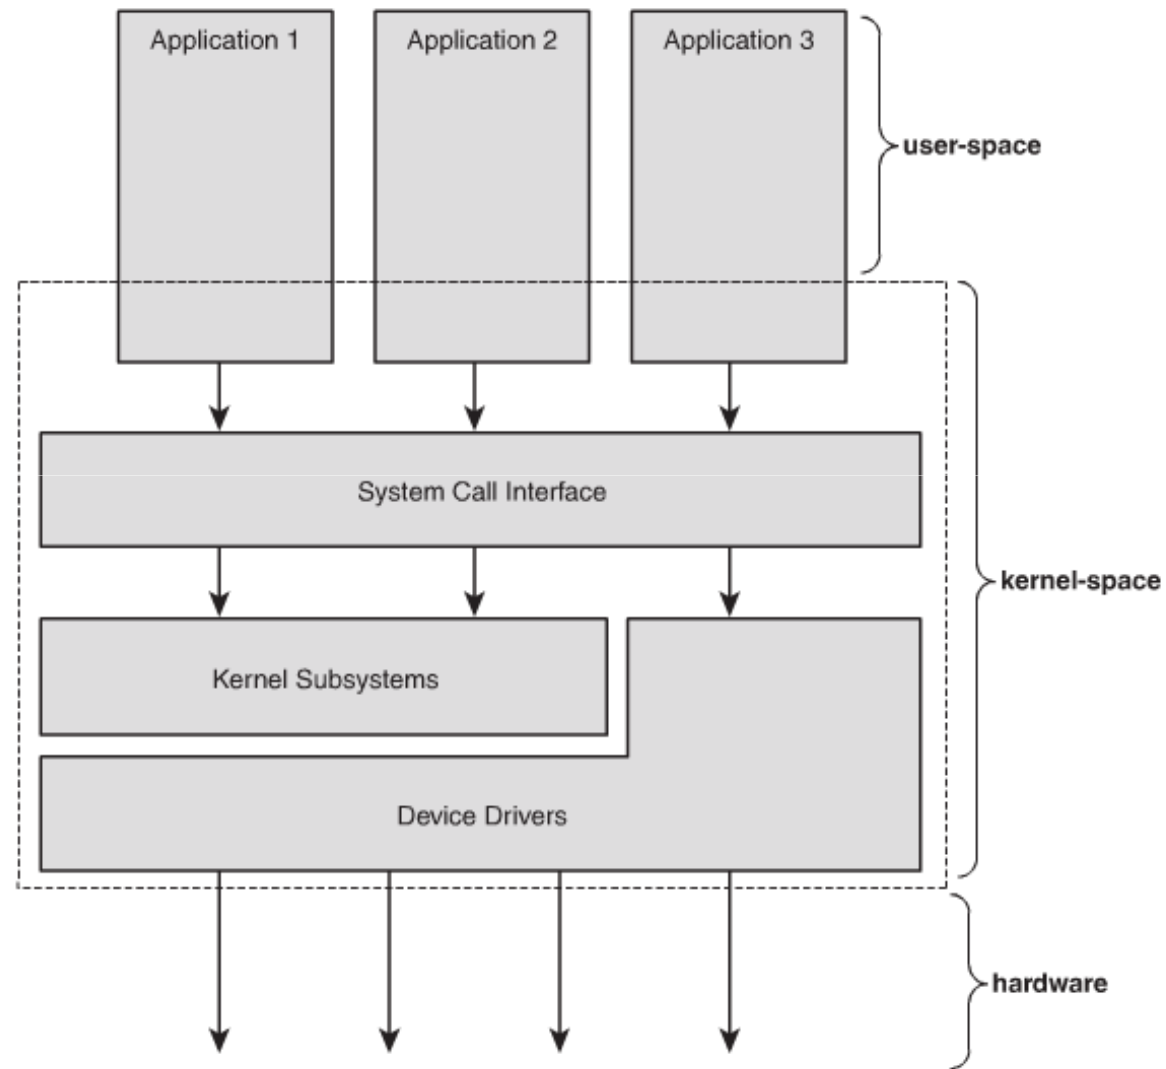 Application 1
Application 2
Application 3
user-space
System Call Interface
kernel-space
Kernel Subsystems
Device Drivers
hardware